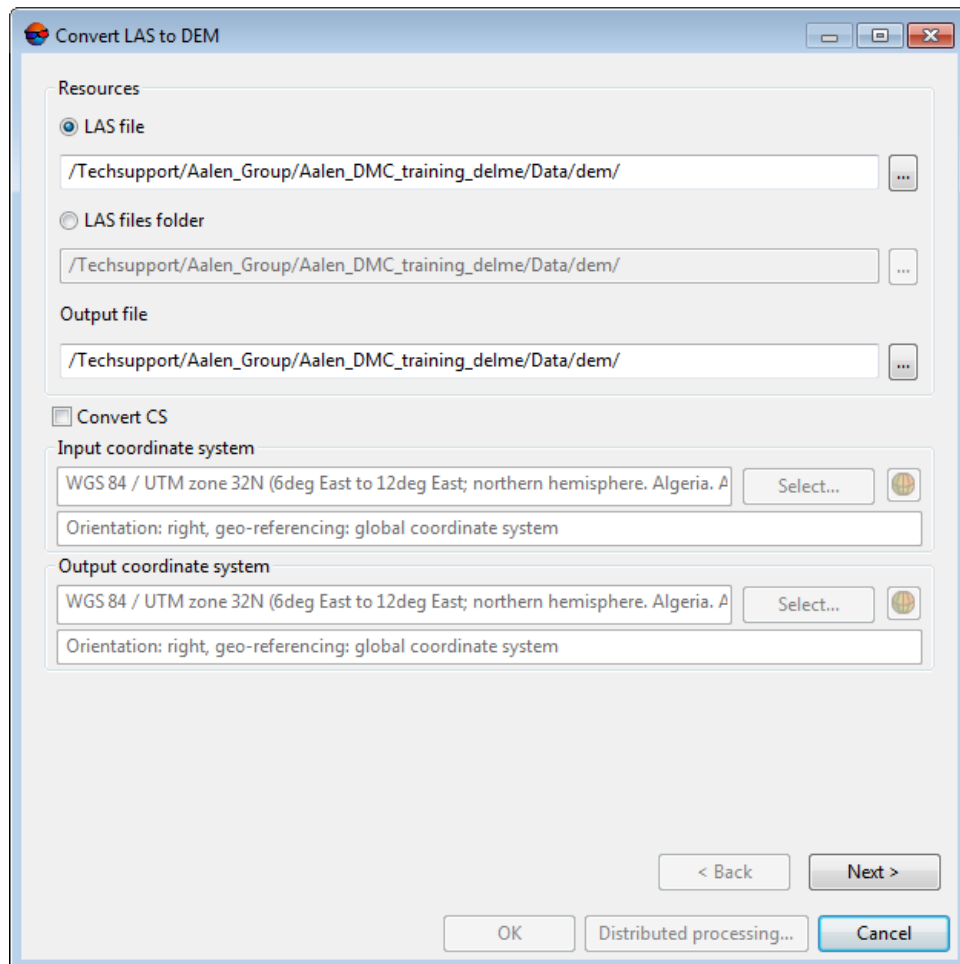 Convert LAS to DEM
Resources
LAS file
/Techsupport/Aalen_Group/Aalen_DMC_training_delme/Data/dem/
...
LAS files folder
/Techsupport/Aalen_Group/Aalen_DMC_training_delme/Data/dem/
...
Output file
/Techsupport/Aalen_Group/Aalen_DMC_training_delme/Data/dem/
...
Convert CS
Input coordinate system
WGS 84 / UTM zone 32N (6deg East to 12deg East; northern hemisphere. Algeria. A
Select...
Orientation: right, geo-referencing: global coordinate system
Output coordinate system
WGS 84 / UTM zone 32N (6deg East to 12deg East; northern hemisphere. Algeria. A
Select...
Orientation: right, geo-referencing: global coordinate system
< Back
Next >
OK
Distributed processing...
Cancel